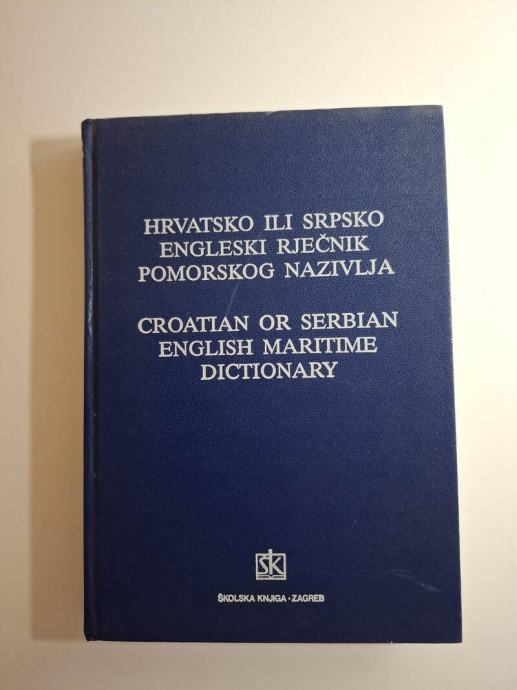 HRVATSKO ILI SRPSKO
ENGLESKI RJEČNIK
POMORSKOG NAZIVLJA
CROATIAN OR SERBIAN
ENGLISH MARITIME
DICTIONARY
ŠK
ŠKOLSKA KNJIGA • ZAGREB